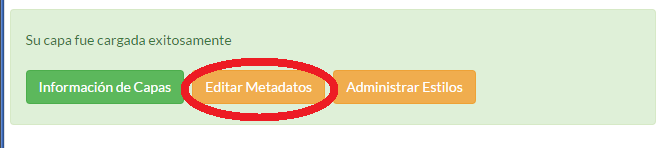 Su capa fue cargada exitosamente
Información de Capas Editar Metadatos Administrar Estilos